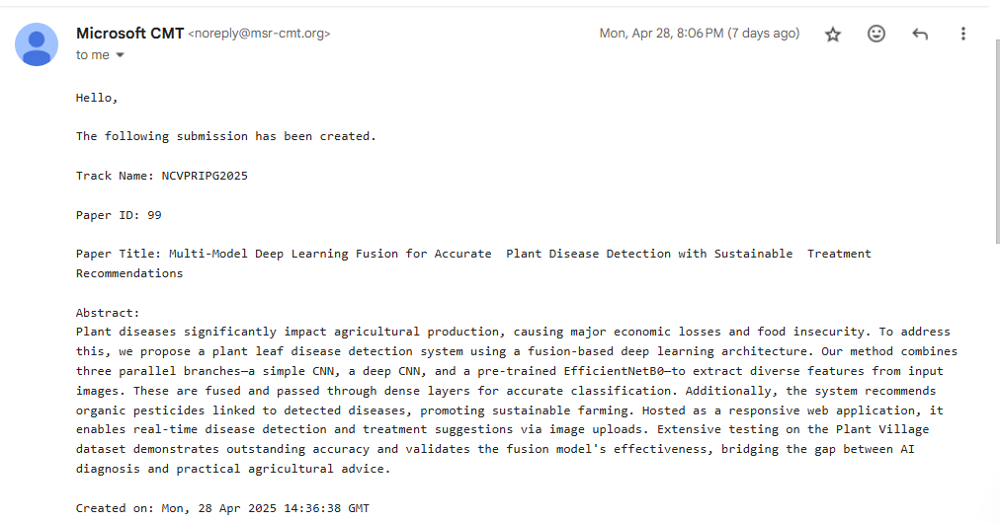 Microsoft CMT <noreply@msr-cmt.org> Mon, Apr 28, 8:06 PM (7 days ago)
to me
Hello,
The following submission has been created.
Track Name: NCVPRIPG2025
Paper ID: 99
Paper Title: Multi-Model Deep Learning Fusion for Accurate  Plant Disease Detection with Sustainable  Treatment
Recommendations
Abstract:
Plant diseases significantly impact agricultural production, causing major economic losses and food insecurity. To address
this, we propose a plant leaf disease detection system using a fusion-based deep learning architecture. Our method combines
three parallel branches—a simple CNN, a deep CNN, and a pre-trained EfficientNetB0—to extract diverse features from input
images. These are fused and passed through dense layers for accurate classification. Additionally, the system recommends
organic pesticides linked to detected diseases, promoting sustainable farming. Hosted as a responsive web application, it
enables real-time disease detection and treatment suggestions via image uploads. Extensive testing on the Plant Village
dataset demonstrates outstanding accuracy and validates the fusion model's effectiveness, bridging the gap between AI
diagnosis and practical agricultural advice.
Created on: Mon, 28 Apr 2025 14:36:38 GMT